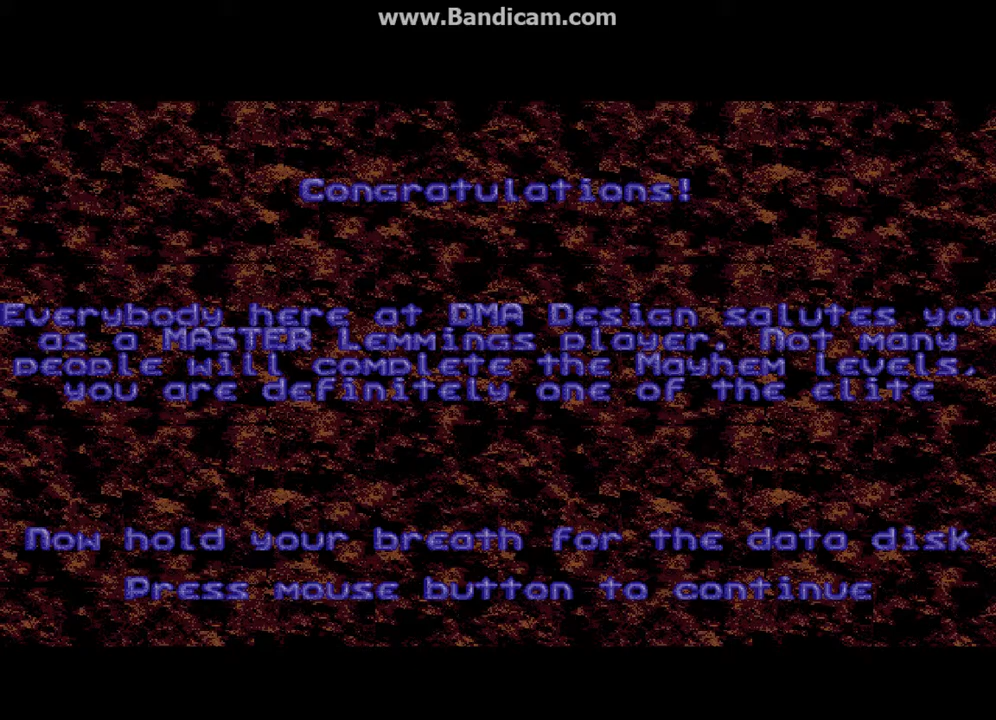 www.Bandicam.com
Congratulations!
Everybody here at DMA Design salutes you
as a MASTER Lemmings player. Not many
people will complete the Mayhem levels,
you are definitely one of the elite
Now hold your breath for the data disk
Press mouse button to continue